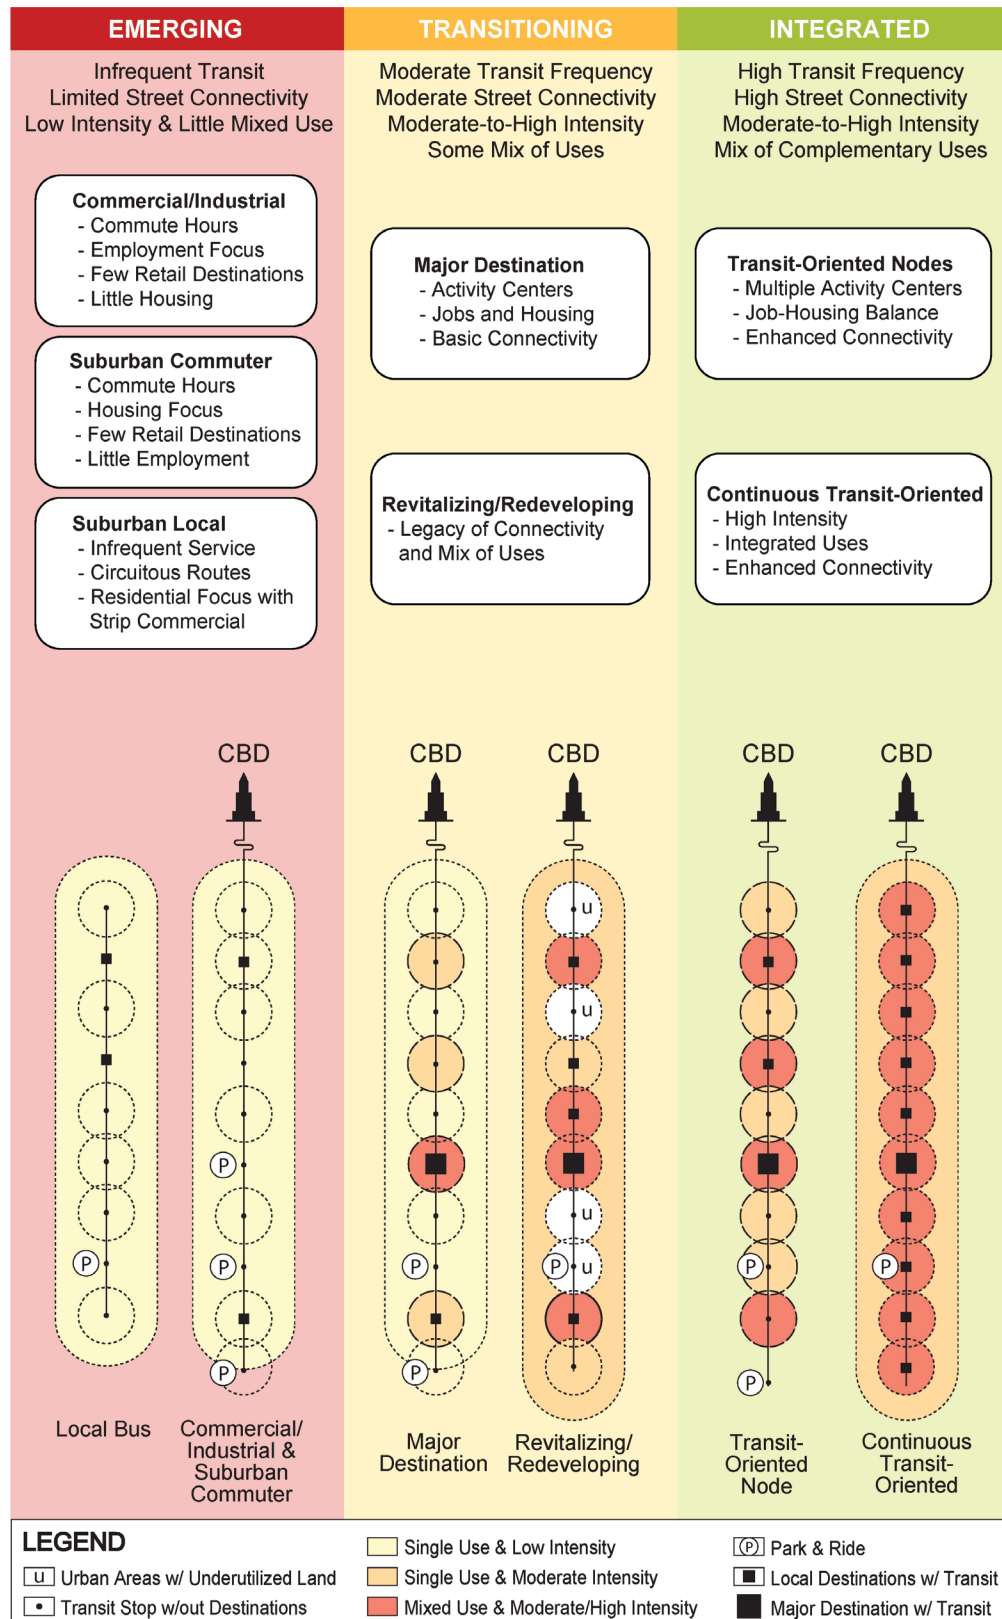 EMERGING
Infrequent Transit
Limited Street Connectivity
Low Intensity & Little Mixed Use
Commercial/Industrial
- Commute Hours
- Employment Focus
- Few Retail Destinations
- Little Housing
Suburban Commuter
- Commute Hours
- Housing Focus
- Few Retail Destinations
- Little Employment
Suburban Local
- Infrequent Service
- Circuitous Routes
- Residential Focus with
Strip Commercial
TRANSITIONING
Moderate Transit Frequency
Moderate Street Connectivity
Moderate-to-High Intensity
Some Mix of Uses
Major Destination
- Activity Centers
- Jobs and Housing
- Basic Connectivity
Revitalizing/Redeveloping
- Legacy of Connectivity
and Mix of Uses
INTEGRATED
High Transit Frequency
High Street Connectivity
Moderate-to-High Intensity
Mix of Complementary Uses
Transit-Oriented Nodes
- Multiple Activity Centers
- Job-Housing Balance
- Enhanced Connectivity
Continuous Transit-Oriented
- High Intensity
- Integrated Uses
- Enhanced Connectivity
P
Local Bus
CBD
P
P
P
Commercial/
Industrial &
Suburban
Commuter
CBD
P
P
Major
Destination
CBD
u
u
u
P
u
Revitalizing/
Redeveloping
CBD
P
P
Transit-
Oriented
Node
CBD
P
Continuous
Transit-
Oriented
LEGEND
u Urban Areas w/ Underutilized Land
Transit Stop w/out Destinations
Single Use & Low Intensity
Single Use & Moderate Intensity
Mixed Use & Moderate/High Intensity
P Park & Ride
Local Destinations w/ Transit
Major Destination w/ Transit